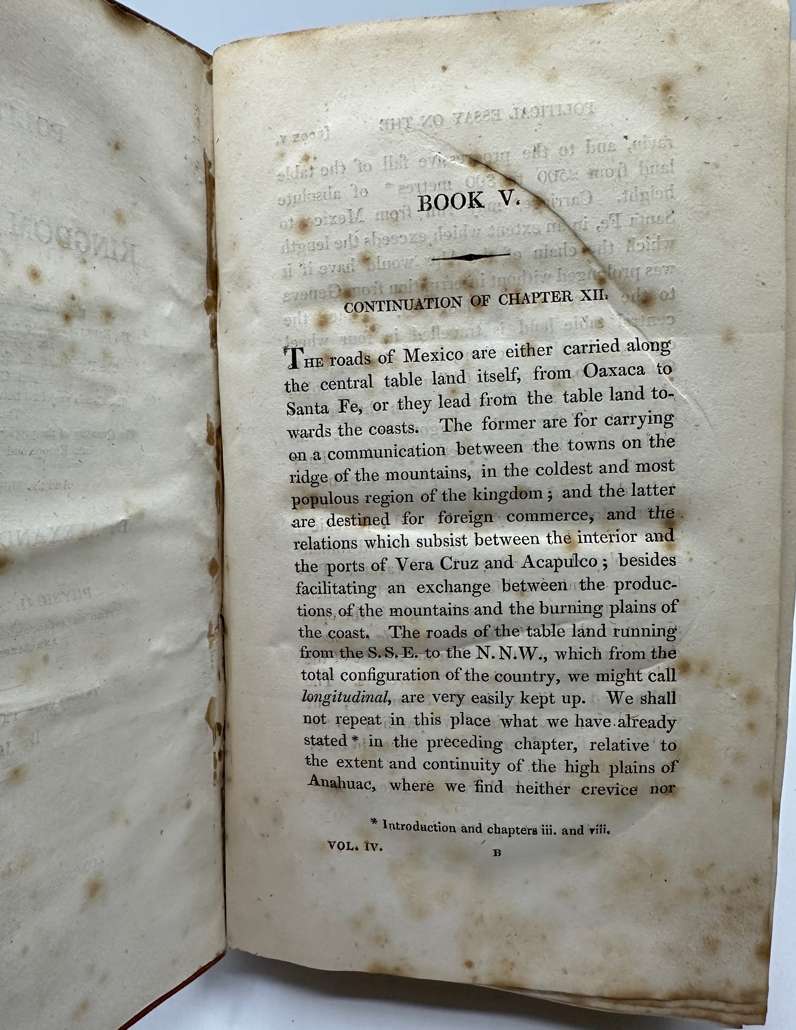 BOOK V.
CONTINUATION OF CHAPTER XII.
THE roads of Mexico are either carried along
the central table land itself, from Oaxaca to
Santa Fe, or they lead from the table land to-
wards the coasts. The former are for carrying
on a communication between the towns on the
ridge of the mountains, in the coldest and most
populous region of the kingdom; and the latter
are destined for foreign commerce, and the
relations which subsist between the interior and
the ports of Vera Cruz and Acapulco; besides
facilitating an exchange between the produc-
tions of the mountains and the burning plains of
the coast. The roads of the table land running
from the S. S. E. to the N. N. W., which from the
total configuration of the country, we might call
longitudinal, are very easily kept up. We shall
not repeat in this place what we have already
stated * in the preceding chapter, relative to
the extent and continuity of the high plains of
Anahuac, where we find neither crevice nor
* Introduction and chapters iii. and viii.
VOL. IV. B